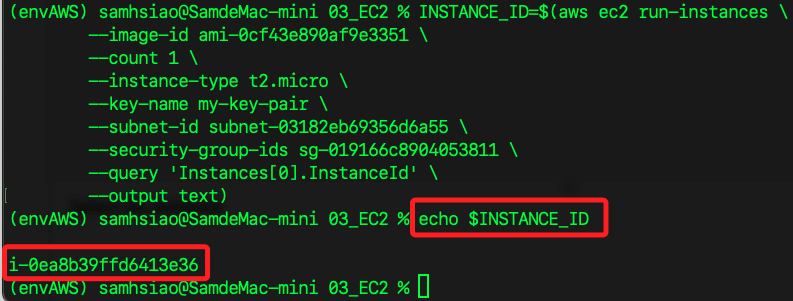 (envAWS) samhsiao@SamdeMac-mini 03_EC2 % INSTANCE_ID=$(aws ec2 run-instances \
--image-id ami-0cf43e890af9e3351 \
--count 1 \
--instance-type t2.micro \
--key-name my-key-pair \
--subnet-id subnet-03182eb69356d6a55 \
--security-group-ids sg-019166c8904053811 \
--query 'Instances[0].InstanceId' \
--output text)
(envAWS) samhsiao@SamdeMac-mini 03_EC2 % echo $INSTANCE_ID
i-0ea8b39ffd6413e36
(envAWS) samhsiao@SamdeMac-mini 03_EC2 %